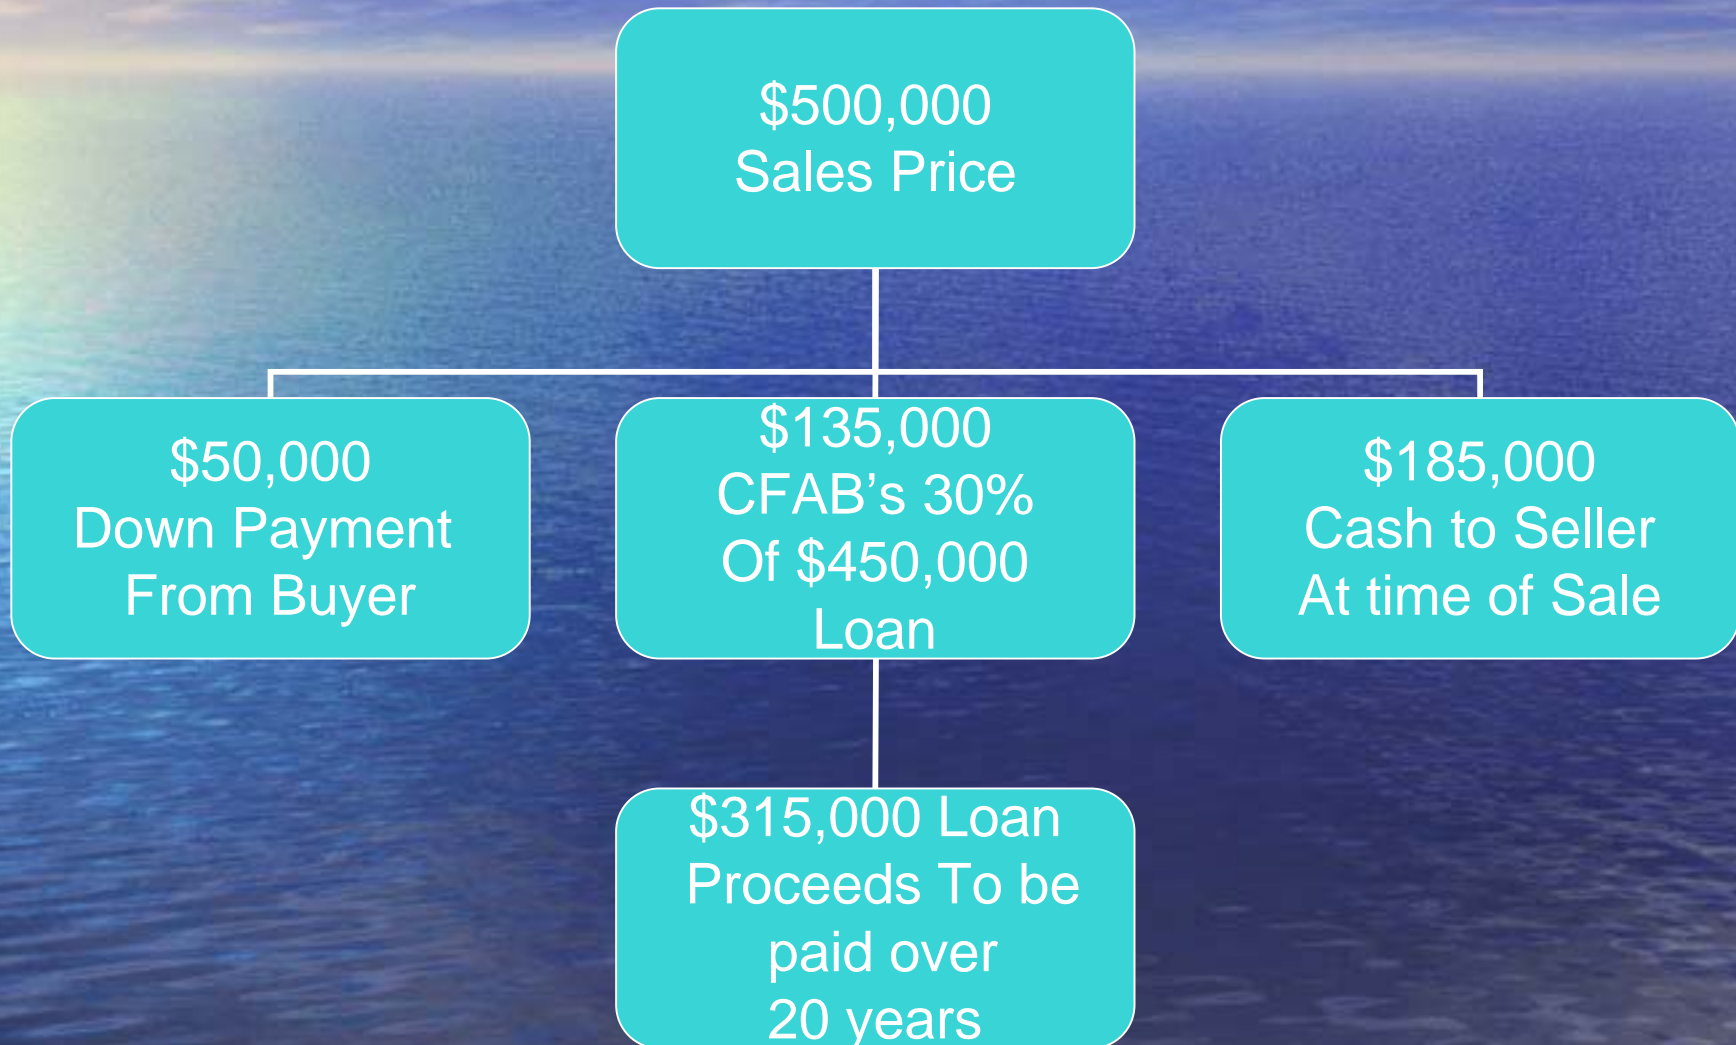 $500,000
Sales Price
$50,000
Down Payment
From Buyer
$135,000
CFAB’s 30%
Of $450,000
Loan
$185,000
Cash to Seller
At time of Sale
$315,000 Loan
Proceeds To be
paid over
20 years